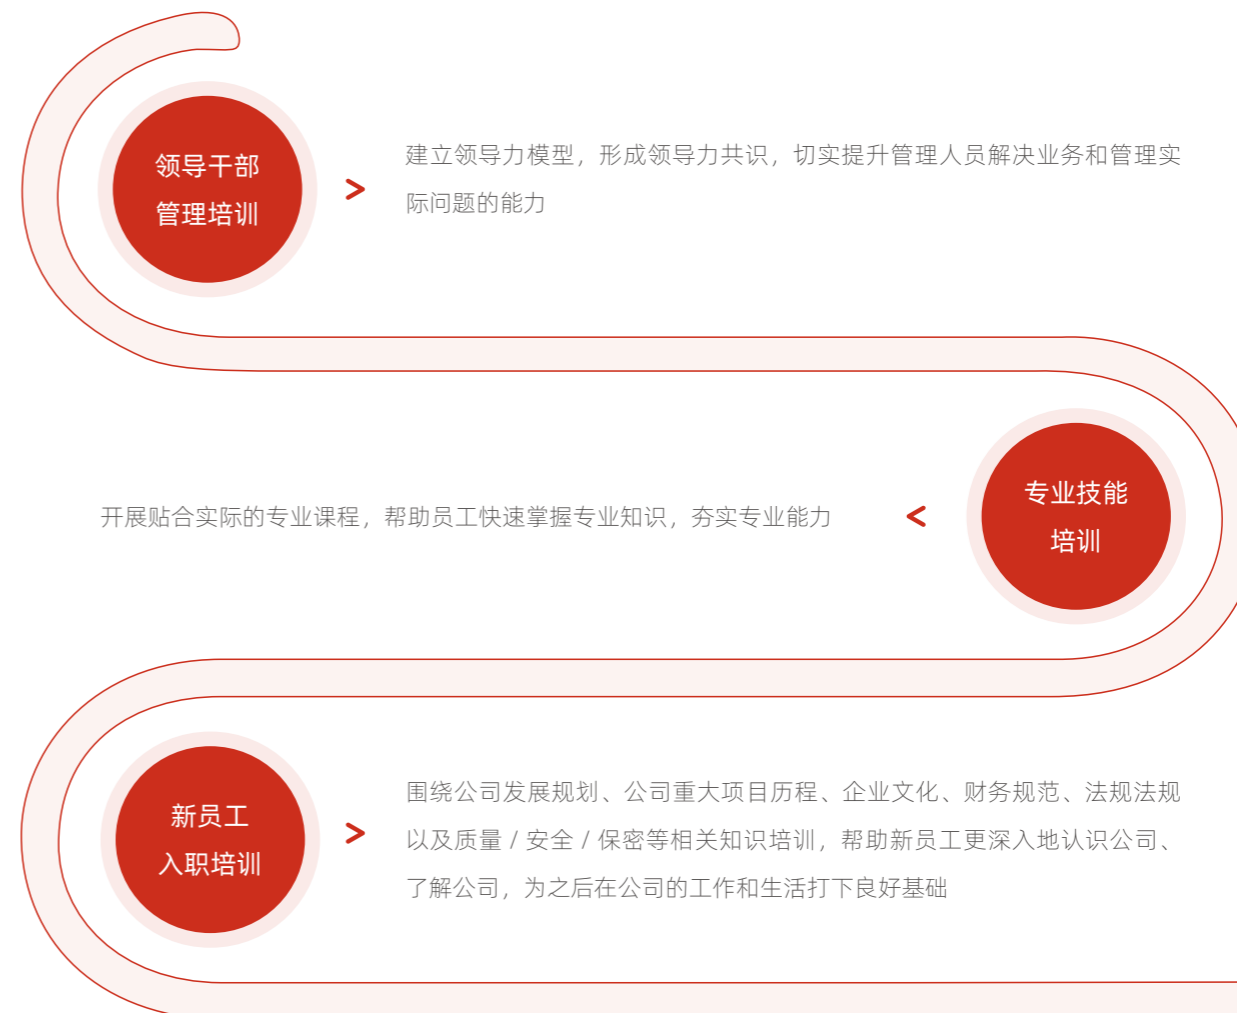 领导干部
管理培训
建立领导力模型，形成领导力共识，切实提升管理人员解决业务和管理实
际问题的能力
开展贴合实际的专业课程，帮助员工快速掌握专业知识，夯实专业能力
专业技能
培训
新员工
入职培训
围绕公司发展规划、公司重大项目历程、企业文化、财务规范、法规法规
以及质量 / 安全 / 保密等相关知识培训，帮助新员工更深入地认识公司、
了解公司，为之后在公司的工作和生活打下良好基础